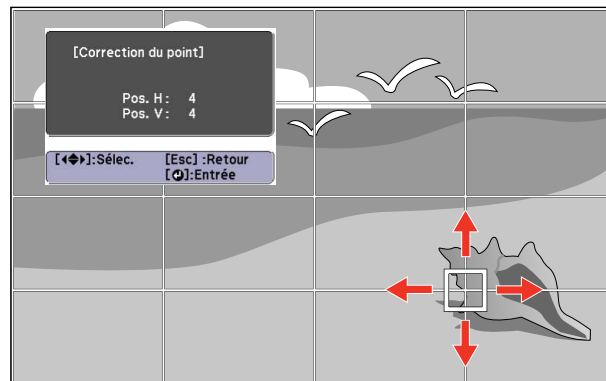 [Correction du point]
Pos. H : 4
Pos. V : 4
[◂◆▸]:Sélec. [Esc] :Retour
[↵]:Entrée